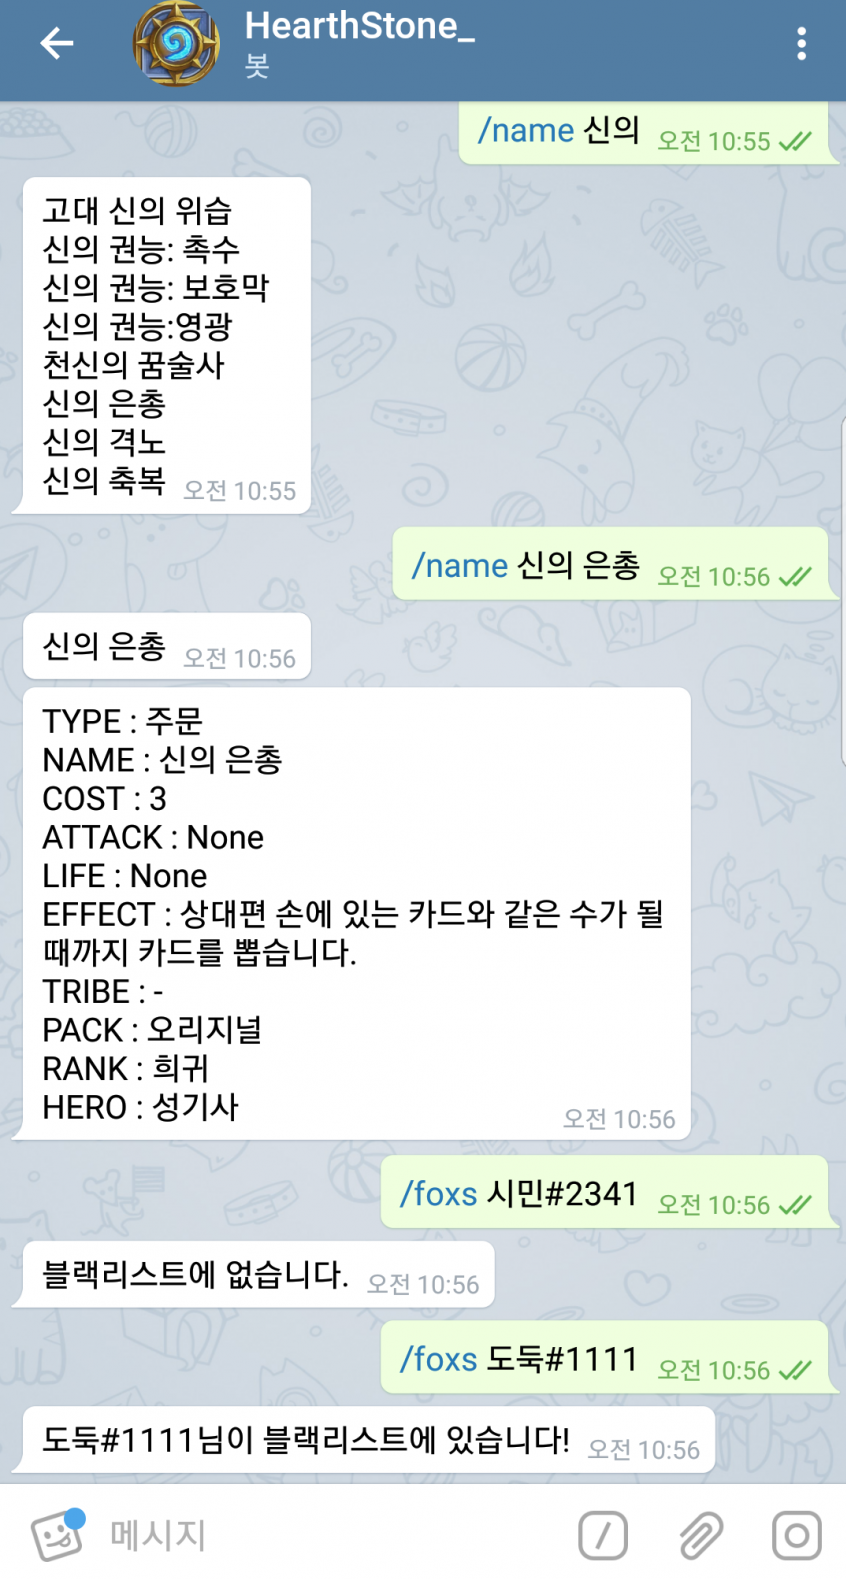 HearthStone_
봇
/name 신의 오전 10:55
고대 신의 위습
신의 권능: 촉수
신의 권능: 보호막
신의 권능:영광
천신의 꿈술사
신의 은총
신의 격노
신의 축복 오전 10:55
/name 신의 은총 오전 10:56
신의 은총 오전 10:56
TYPE : 주문
NAME : 신의 은총
COST : 3
ATTACK : None
LIFE : None
EFFECT : 상대편 손에 있는 카드와 같은 수가 될
때까지 카드를 뽑습니다.
TRIBE : -
PACK : 오리지널
RANK : 희귀
HERO : 성기사
오전 10:56
/foxs 시민#2341 오전 10:56
블랙리스트에 없습니다. 오전 10:56
/foxs 도둑#1111 오전 10:56
도둑#1111님이 블랙리스트에 있습니다! 오전 10:56
메시지